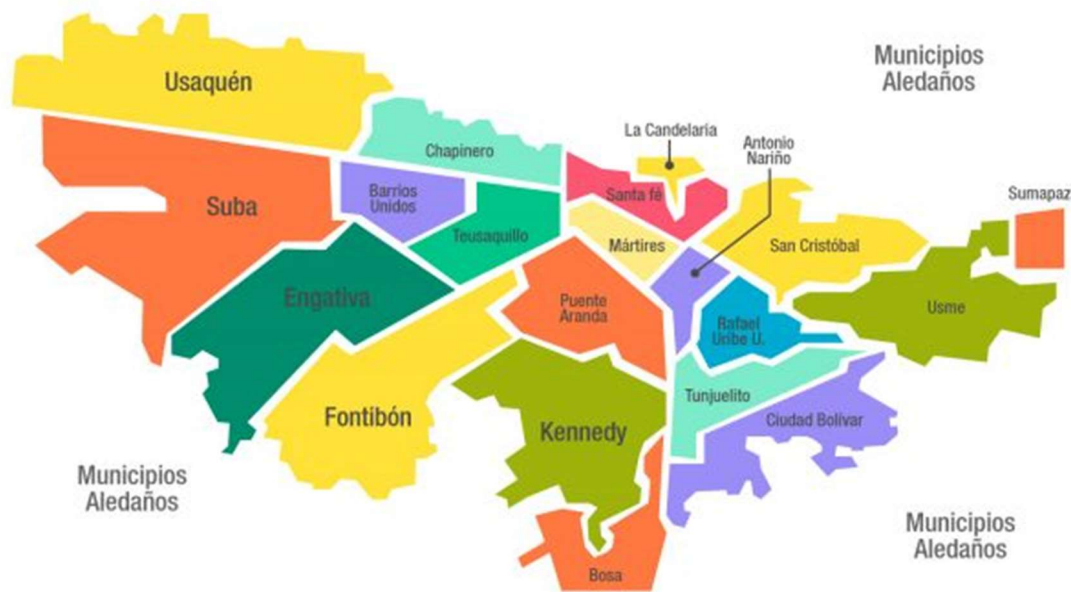 Municipios
Aledaños
Usaquén
La Candelaría
Antonio
Nariño
Chapinero
Sumapaz
Barrios
Unidos
Santa fé
Suba
Teusaquillo
Mártires
San Cristóbal
Engativa
Puente
Aranda
Usme
Rafael
Uribe U.
Tunjuelito
Fontibón
Kennedy
Ciudad Bolívar
Municipios
Aledaños
Municipios
Aledaños
Bosa